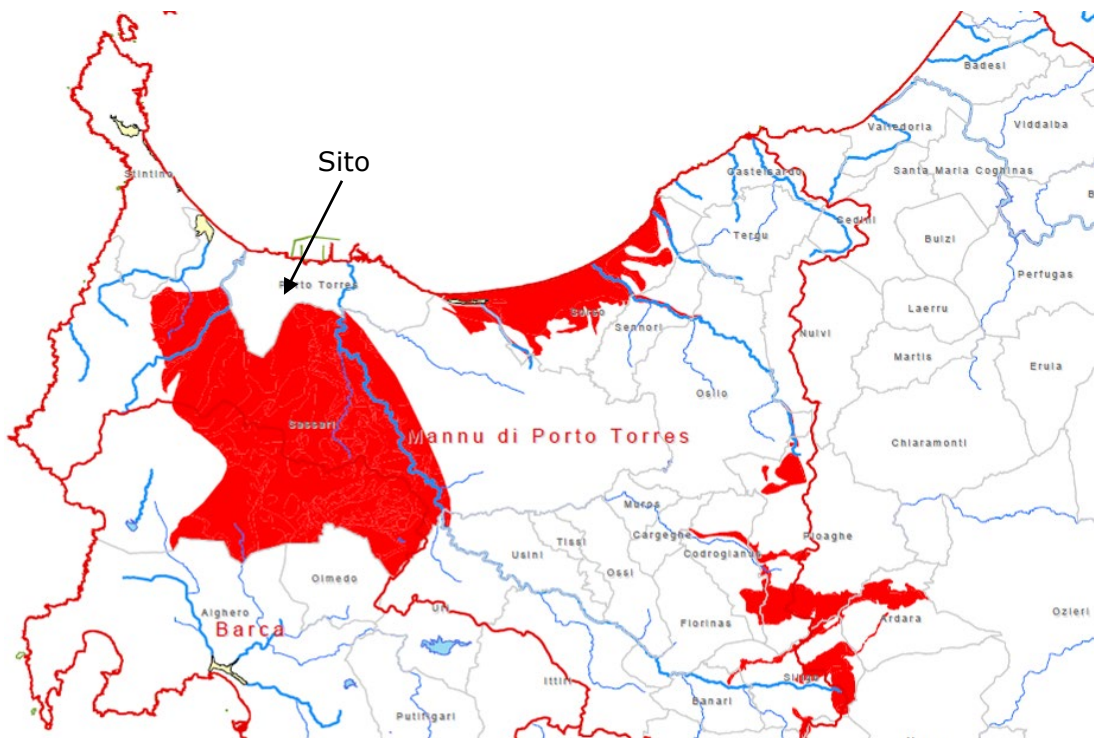 Badesi
Valledoria
Viddalba
Sito
Stintino
Castelsardo
Santa Maria Coghinas
Sedini
Tergu
Bulzi
Perfugas
Porto Torres
Laerru
Sorso
Sennori
Nulvi
Martis
Erula
Osilo
Sassari
Mannu di Porto Torres
Chiaramonti
Muros
Cargeghe
Ploaghe
Tissi
Codrogianus
Usini
Ossi
Olmedo
Uri
Alghero
Barca
Florinas
Ardara
Ozieri
Ittiri
Banari
Putifigari